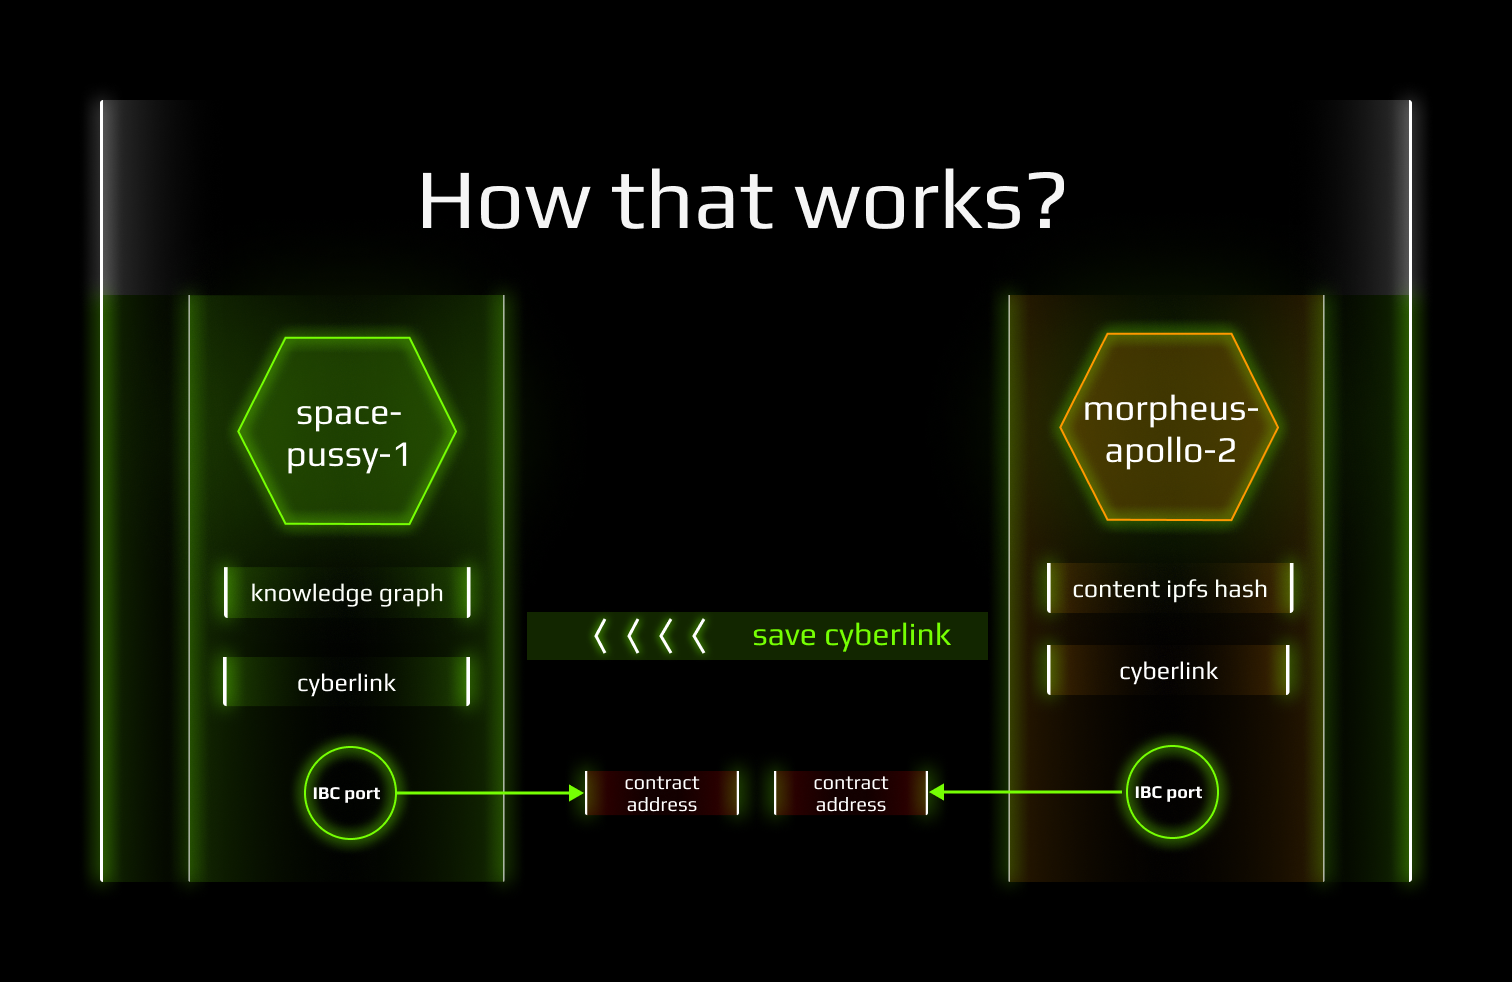 How that works?
space-
pussy-1
knowledge graph
cyberlink
IBC port
save cyberlink
contract
address
contract
address
morpheus-
apollo-2
content ipfs hash
cyberlink
IBC port